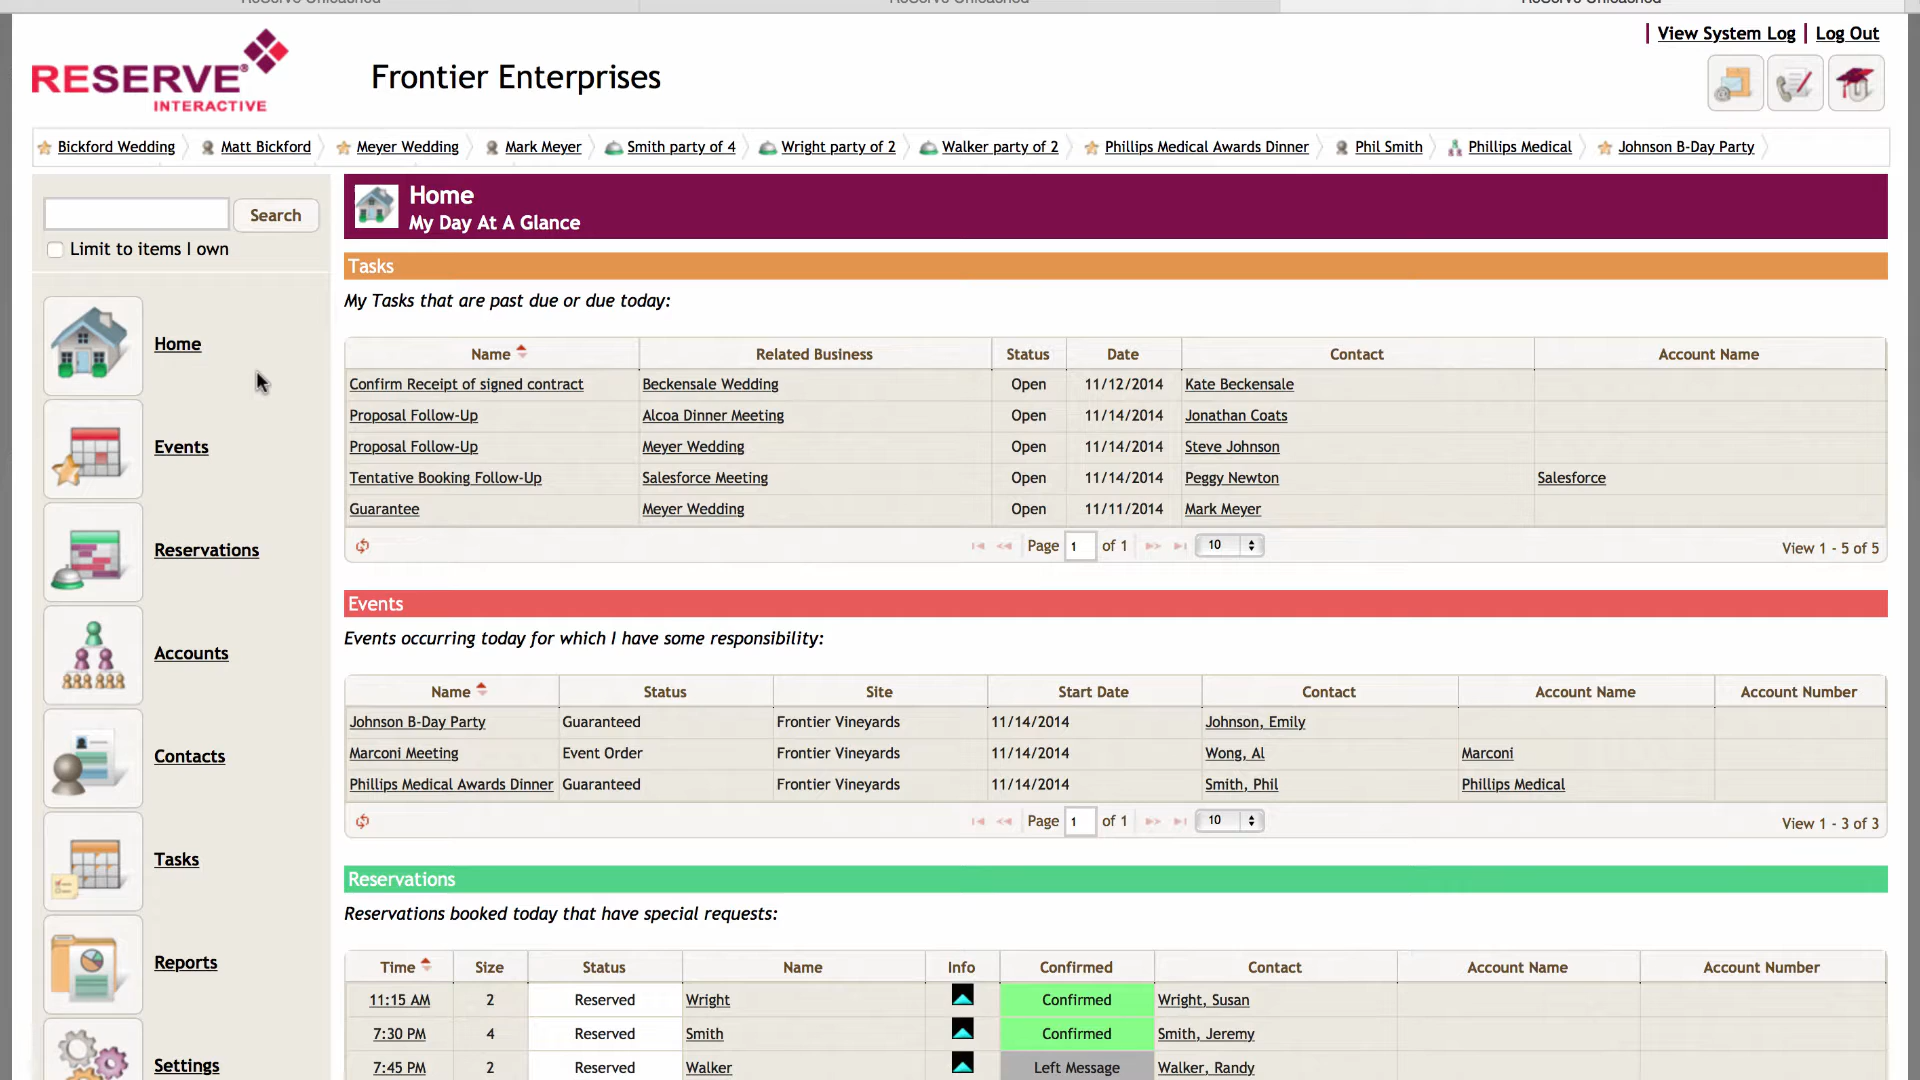 View System Log | Log Out
RESERVE®
INTERACTIVE
Frontier Enterprises
Bickford Wedding Matt Bickford Meyer Wedding Mark Meyer Smith party of 4 Wright party of 2 Walker party of 2 Phillips Medical Awards Dinner Phil Smith Phillips Medical Johnson B-Day Party
Search
Limit to items I own
Home
Events
Reservations
Accounts
Contacts
Tasks
Reports
Settings
Home
My Day At A Glance
Tasks
My Tasks that are past due or due today:
Name Related Business Status Date Contact Account Name
Confirm Receipt of signed contract Beckensale Wedding Open 11/12/2014 Kate Beckensale
Proposal Follow-Up Alcoa Dinner Meeting Open 11/14/2014 Jonathan Coats
Proposal Follow-Up Meyer Wedding Open 11/14/2014 Steve Johnson
Tentative Booking Follow-Up Salesforce Meeting Open 11/14/2014 Peggy Newton Salesforce
Guarantee Meyer Wedding Open 11/11/2014 Mark Meyer
Page 1 of 1 10 View 1 - 5 of 5
Events
Events occurring today for which I have some responsibility:
Name Status Site Start Date Contact Account Name Account Number
Johnson B-Day Party Guaranteed Frontier Vineyards 11/14/2014 Johnson, Emily
Marconi Meeting Event Order Frontier Vineyards 11/14/2014 Wong, Al Marconi
Phillips Medical Awards Dinner Guaranteed Frontier Vineyards 11/14/2014 Smith, Phil Phillips Medical
Page 1 of 1 10 View 1 - 3 of 3
Reservations
Reservations booked today that have special requests:
Time Size Status Name Info Confirmed Contact Account Name Account Number
11:15 AM 2 Reserved Wright Confirmed Wright, Susan
7:30 PM 4 Reserved Smith Confirmed Smith, Jeremy
7:45 PM 2 Reserved Walker Left Message Walker, Randy